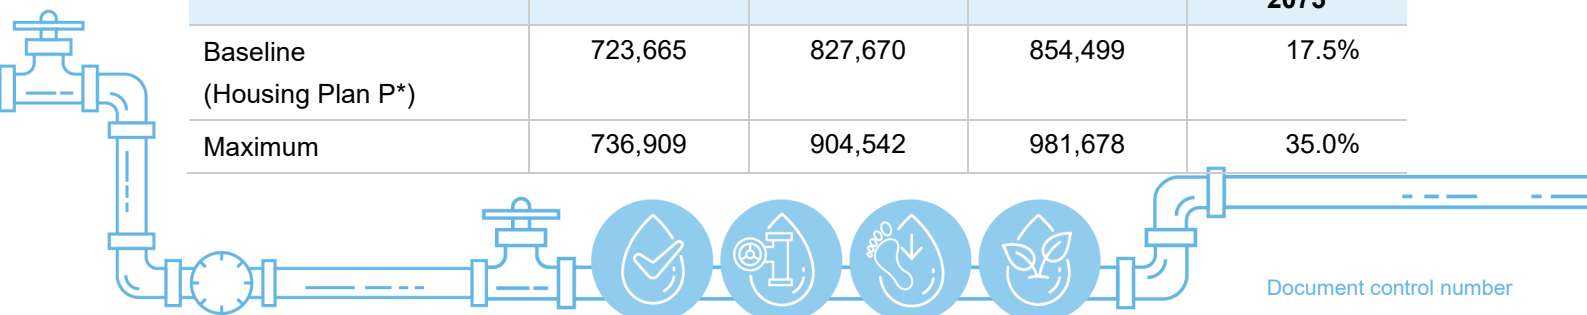 2075
Baseline 723,665 827,670 854,499 17.5%
(Housing Plan P*)
Maximum 736,909 904,542 981,678 35.0%
Document control number